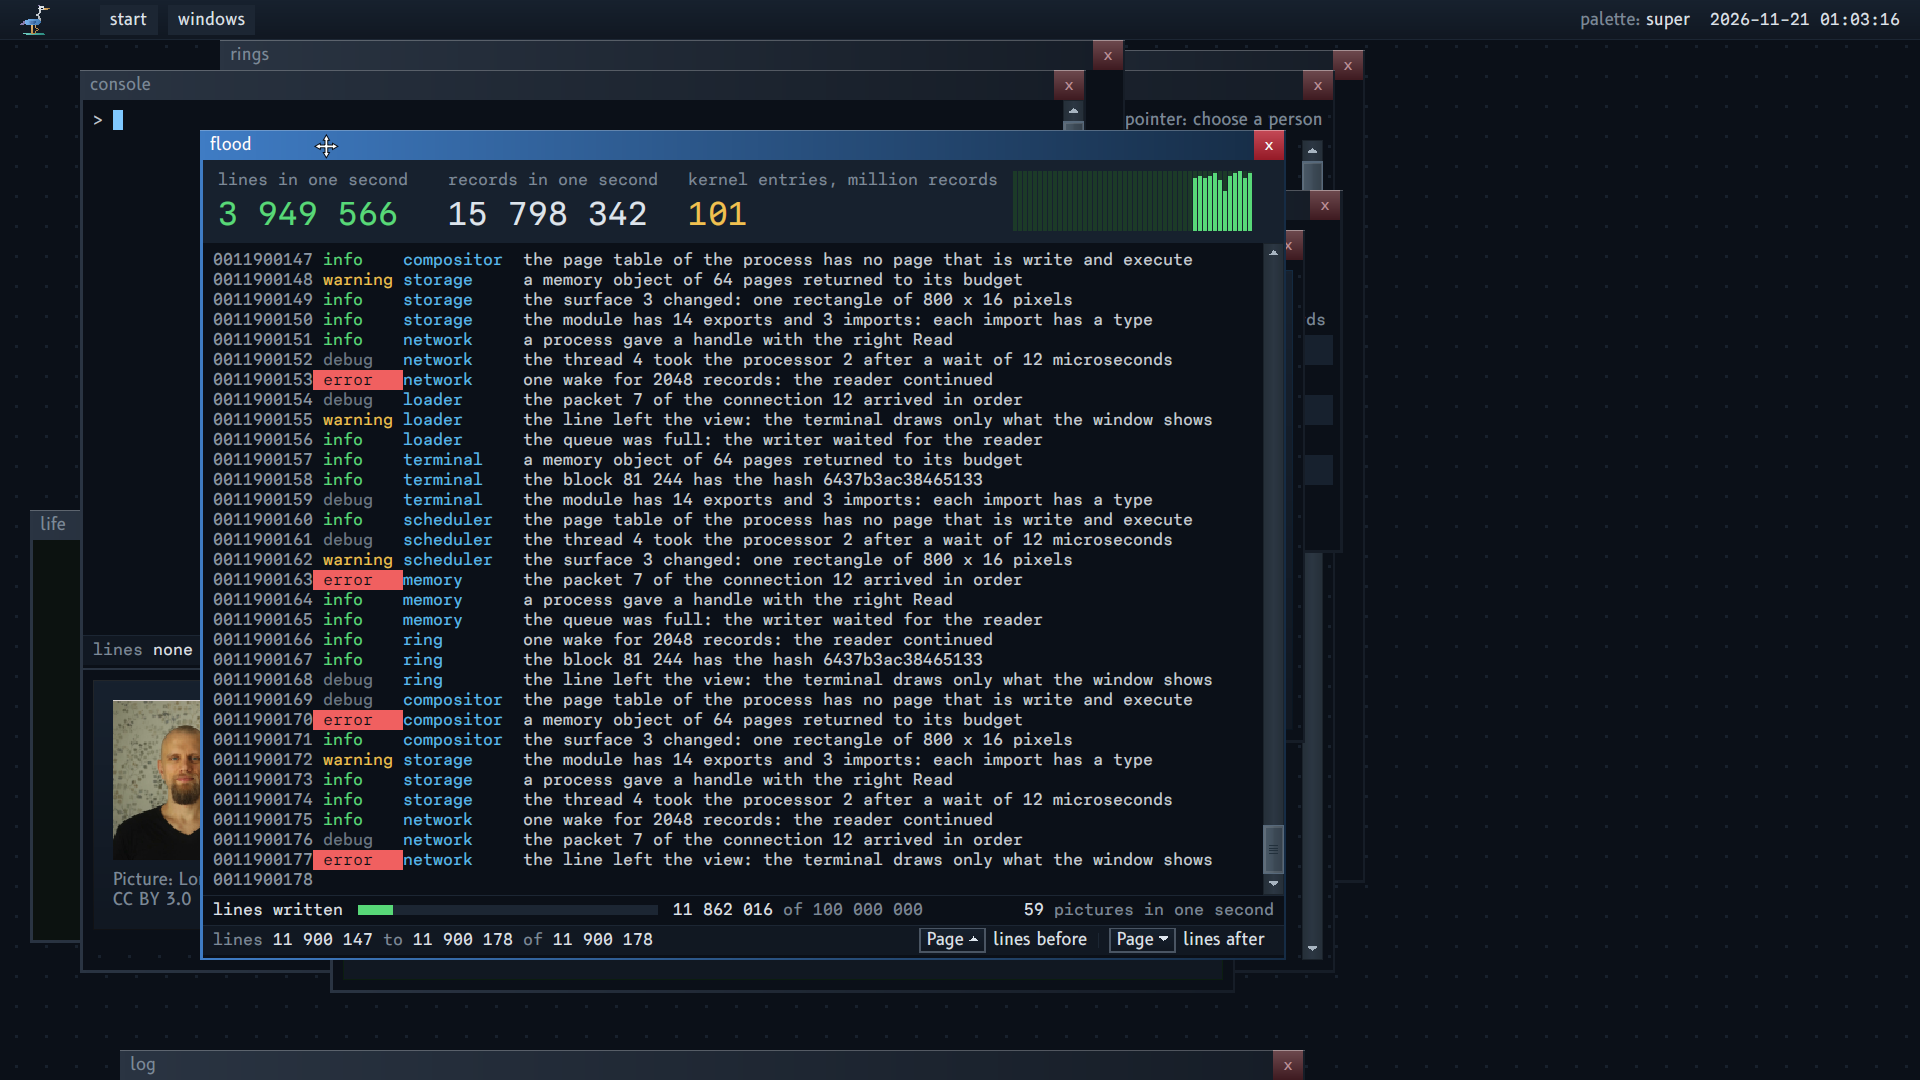 start windows palette: super 2026-11-21 01:03:16
rings x
x
console x
x
> 
pointer: choose a person
flood x
lines in one second records in one second kernel entries, million records
3 949 566 15 798 342 101
x
x
ds
0011900147 info compositor the page table of the process has no page that is write and execute
0011900148 warning storage a memory object of 64 pages returned to its budget
0011900149 info storage the surface 3 changed: one rectangle of 800 x 16 pixels
0011900150 info storage the module has 14 exports and 3 imports: each import has a type
0011900151 info network a process gave a handle with the right Read
0011900152 debug network the thread 4 took the processor 2 after a wait of 12 microseconds
0011900153 error network one wake for 2048 records: the reader continued
0011900154 debug loader the packet 7 of the connection 12 arrived in order
0011900155 warning loader the line left the view: the terminal draws only what the window shows
0011900156 info loader the queue was full: the writer waited for the reader
0011900157 info terminal a memory object of 64 pages returned to its budget
0011900158 info terminal the block 81 244 has the hash 6437b3ac38465133
0011900159 debug terminal the module has 14 exports and 3 imports: each import has a type
0011900160 info scheduler the page table of the process has no page that is write and execute
0011900161 debug scheduler the thread 4 took the processor 2 after a wait of 12 microseconds
0011900162 warning scheduler the surface 3 changed: one rectangle of 800 x 16 pixels
0011900163 error memory the packet 7 of the connection 12 arrived in order
0011900164 info memory a process gave a handle with the right Read
0011900165 info memory the queue was full: the writer waited for the reader
0011900166 info ring one wake for 2048 records: the reader continued
0011900167 info ring the block 81 244 has the hash 6437b3ac38465133
0011900168 debug ring the line left the view: the terminal draws only what the window shows
0011900169 debug compositor the page table of the process has no page that is write and execute
0011900170 error compositor a memory object of 64 pages returned to its budget
0011900171 info compositor the surface 3 changed: one rectangle of 800 x 16 pixels
0011900172 warning storage the module has 14 exports and 3 imports: each import has a type
0011900173 info storage a process gave a handle with the right Read
0011900174 info storage the thread 4 took the processor 2 after a wait of 12 microseconds
0011900175 info network one wake for 2048 records: the reader continued
0011900176 debug network the packet 7 of the connection 12 arrived in order
0011900177 error network the line left the view: the terminal draws only what the window shows
0011900178
lines written 11 862 016 of 100 000 000 59 pictures in one second
lines 11 900 147 to 11 900 178 of 11 900 178 Page lines before Page lines after
life
lines none
Picture: Lo
CC BY 3.0
log x